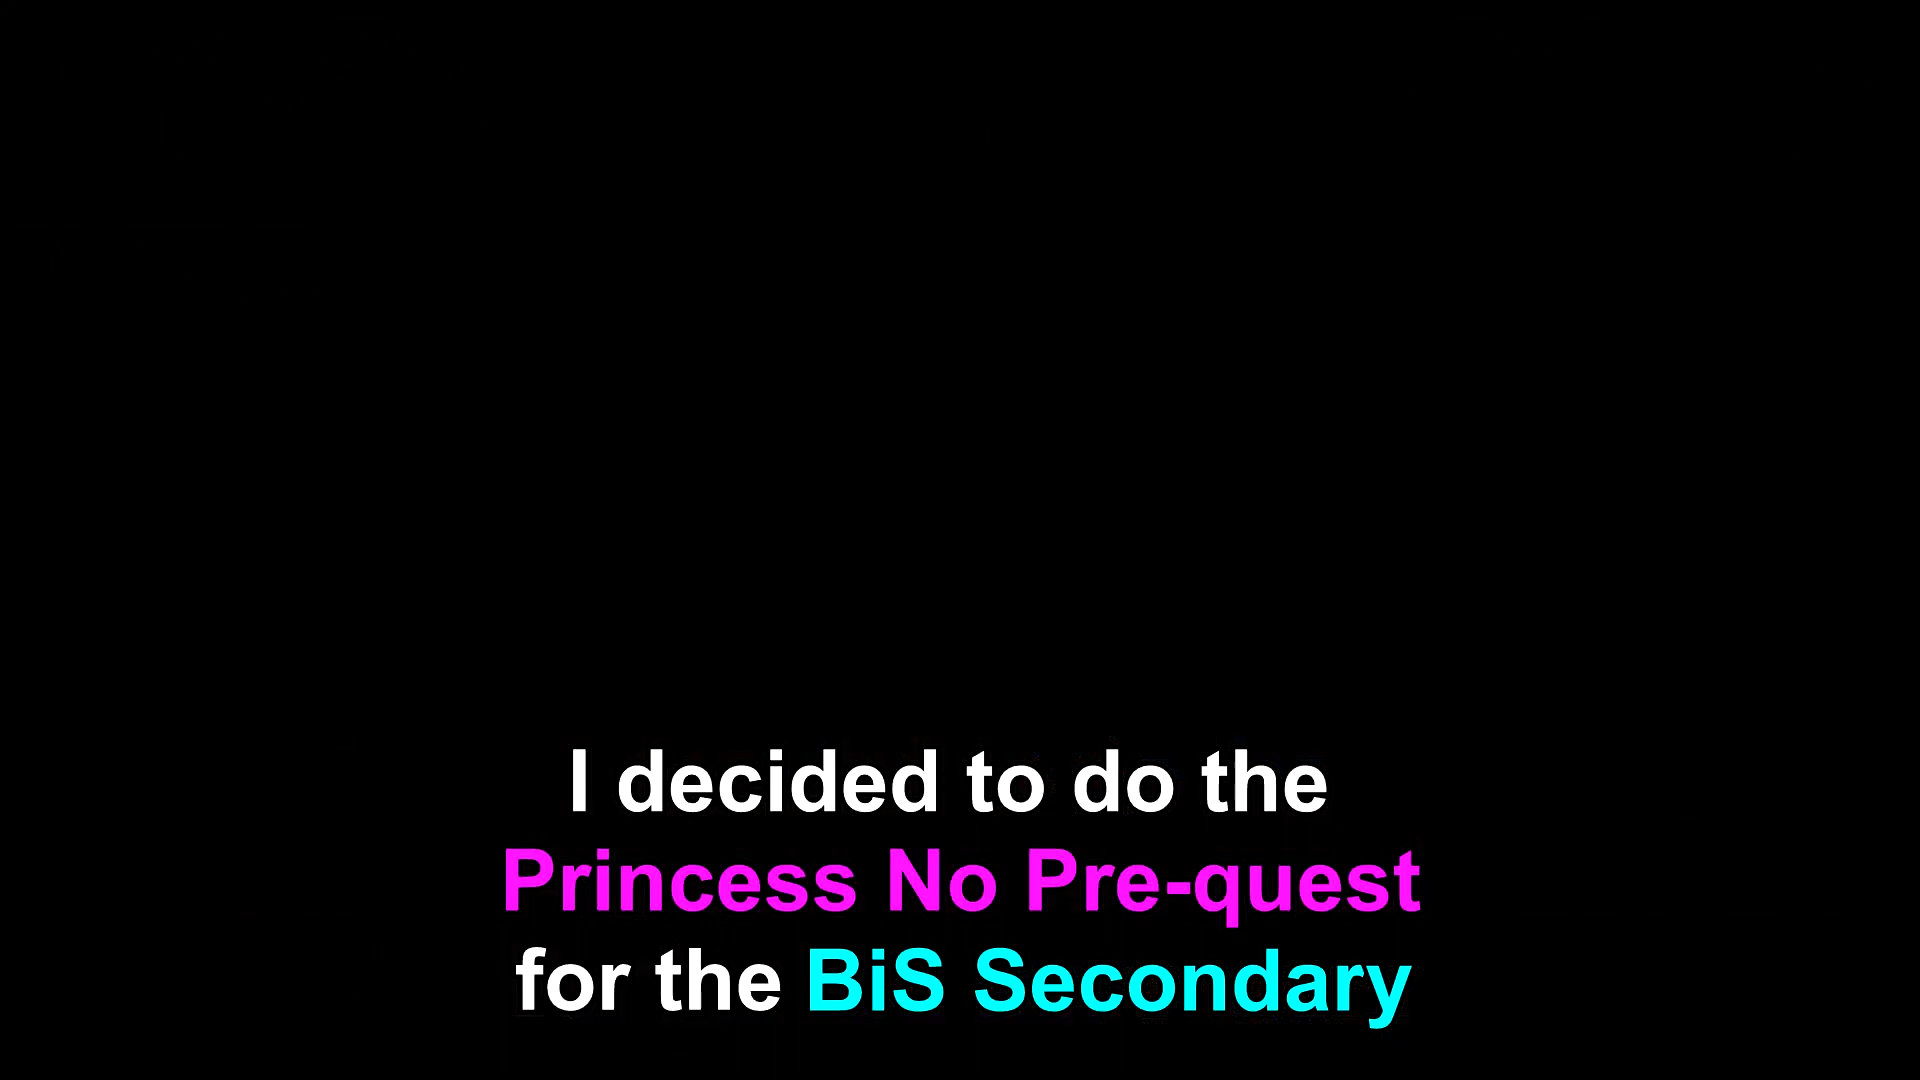 I decided to do the
Princess No Pre-quest
for the BiS Secondary